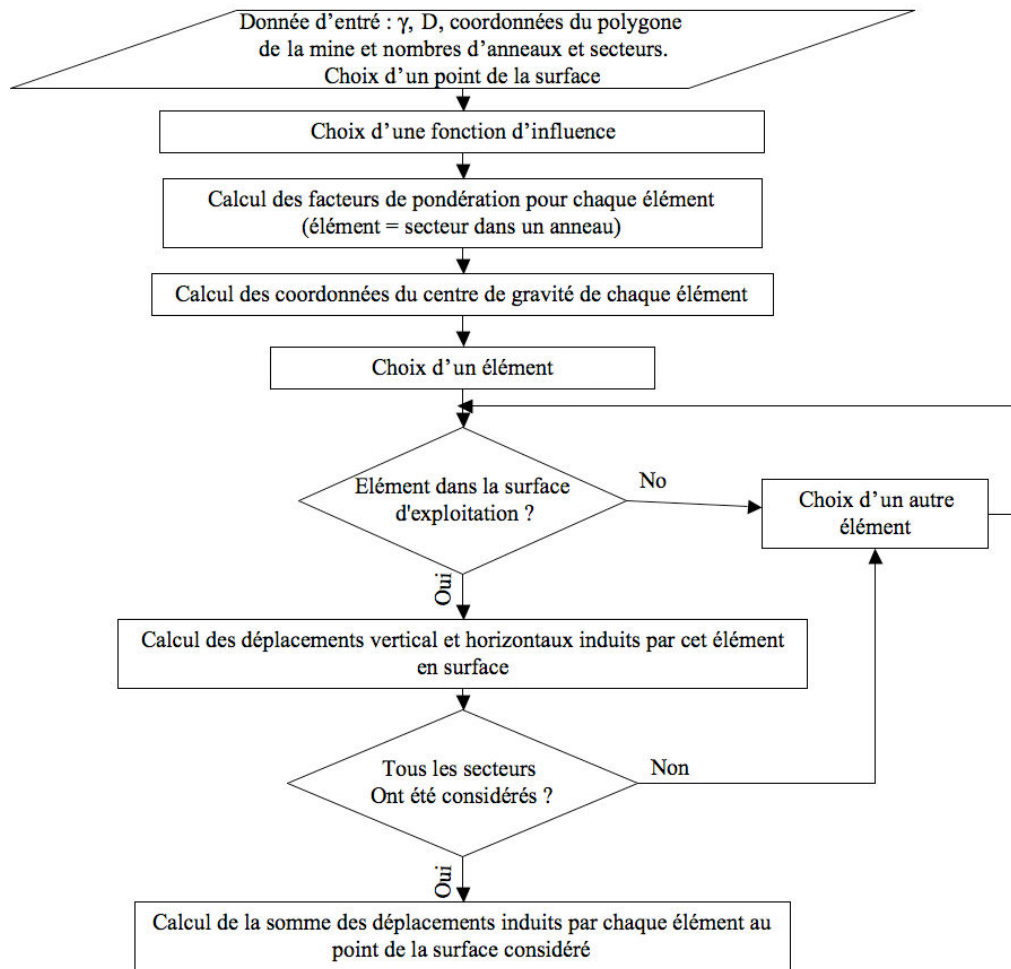 Donnée d'entré : γ, D, coordonnées du polygone
de la mine et nombres d'anneaux et secteurs.
Choix d'un point de la surface
Choix d'une fonction d'influence
Calcul des facteurs de pondération pour chaque élément
(élément = secteur dans un anneau)
Calcul des coordonnées du centre de gravité de chaque élément
Choix d'un élément
Elément dans la surface
d'exploitation ?
No
Choix d'un autre
élément
Oui
Calcul des déplacements vertical et horizontaux induits par cet élément
en surface
Tous les secteurs
Ont été considérés ?
Non
Oui
Calcul de la somme des déplacements induits par chaque élément au
point de la surface considéré